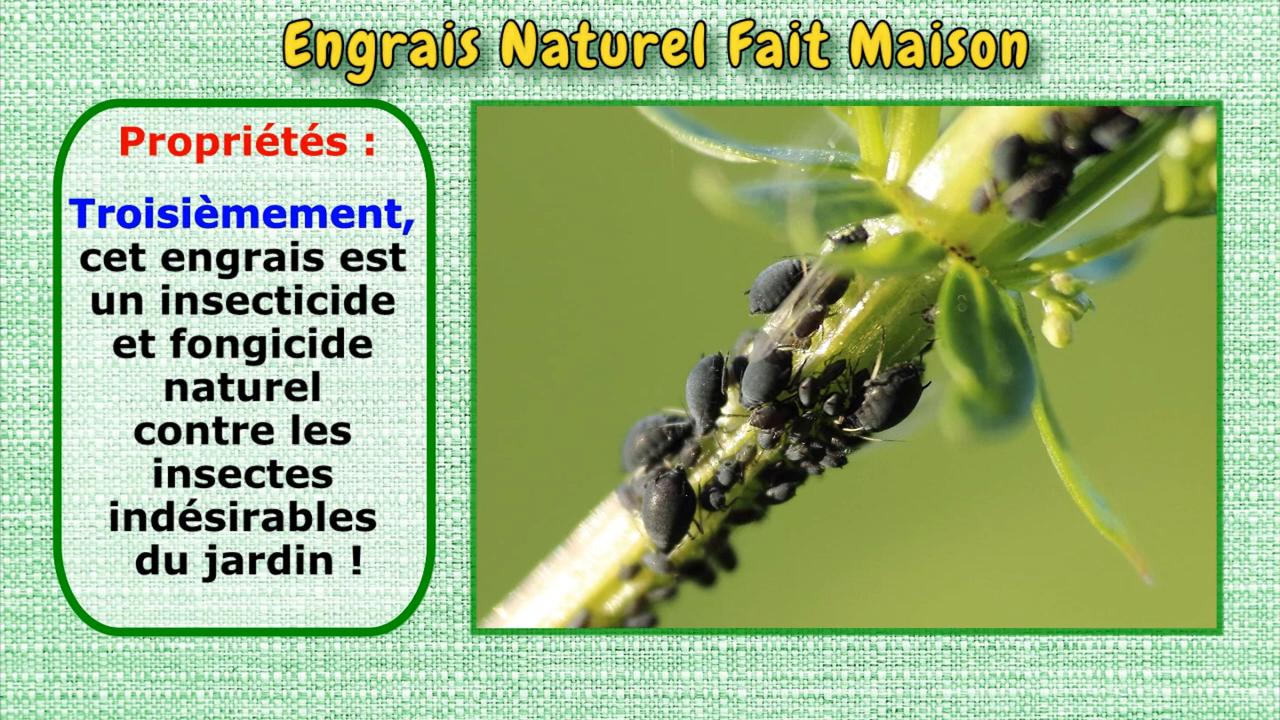 Engrais Naturel Fait Maison
Propriétés :
Troisièmement,
cet engrais est
un insecticide
et fongicide
naturel
contre les
insectes
indésirables
du jardin !